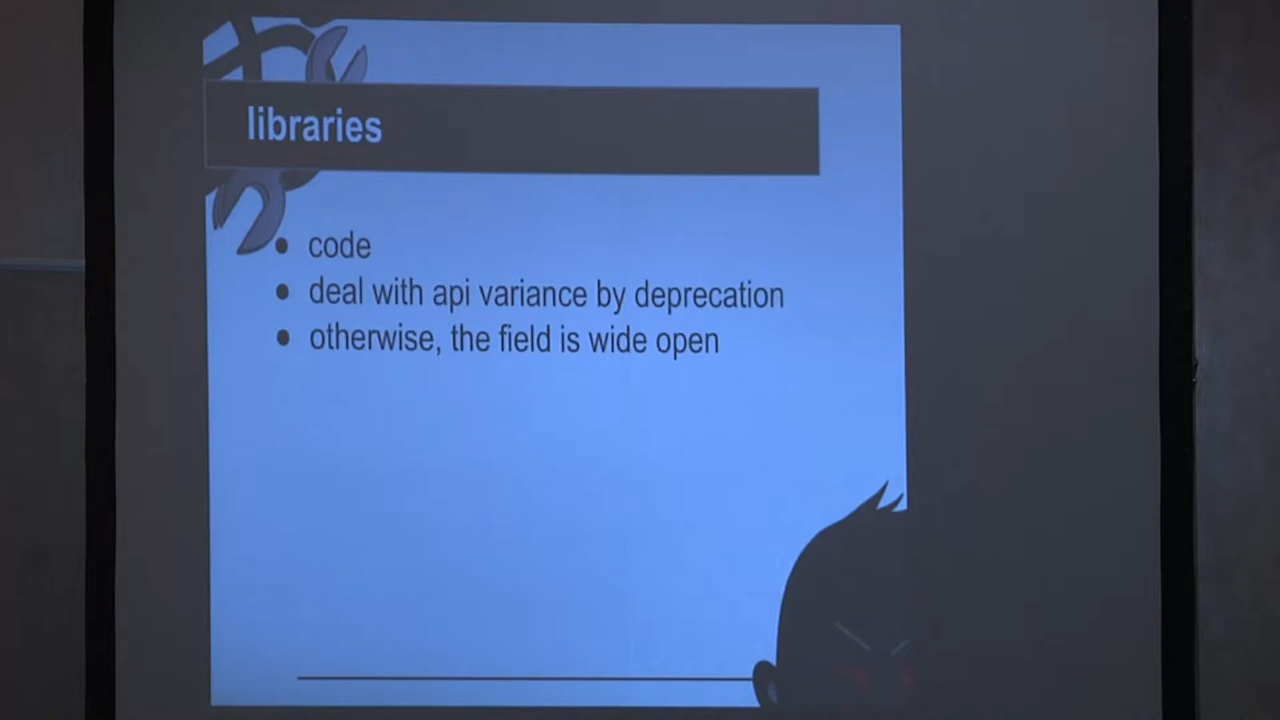 libraries
code
deal with api variance by deprecation
otherwise, the field is wide open